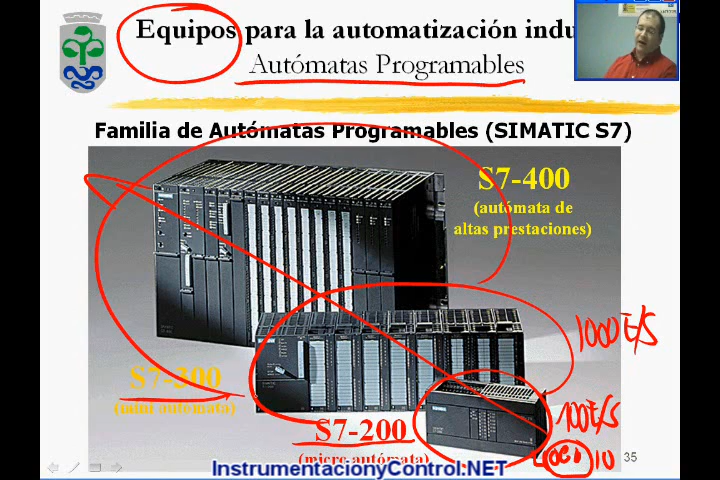 Equipos para la automatización indu
Autómatas Programables
Familia de Autómatas Programables (SIMATIC S7)
S7-400
(autómata de
altas prestaciones)
1000 E/S
S7-300
(mini autómata)
100 E/S
S7-200
(micro autómata)
10
35
InstrumentacionyControl.NET